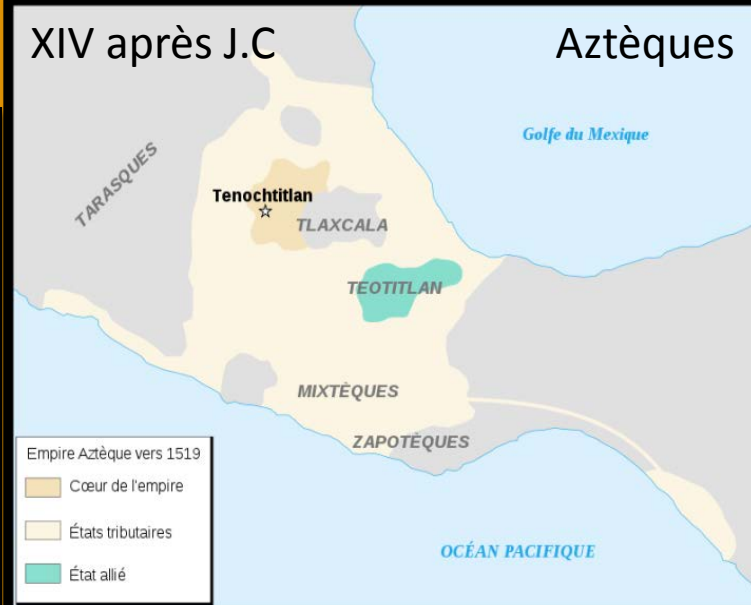 XIV après J.C
Aztèques
Golfe du Mexique
TARASQUES
Tenochtitlan
TLAXCALA
TEOTITLAN
MIXTÈQUES
ZAPOTÈQUES
OCÉAN PACIFIQUE
Empire Aztèque vers 1519
Cœur de l'empire
États tributaires
État allié